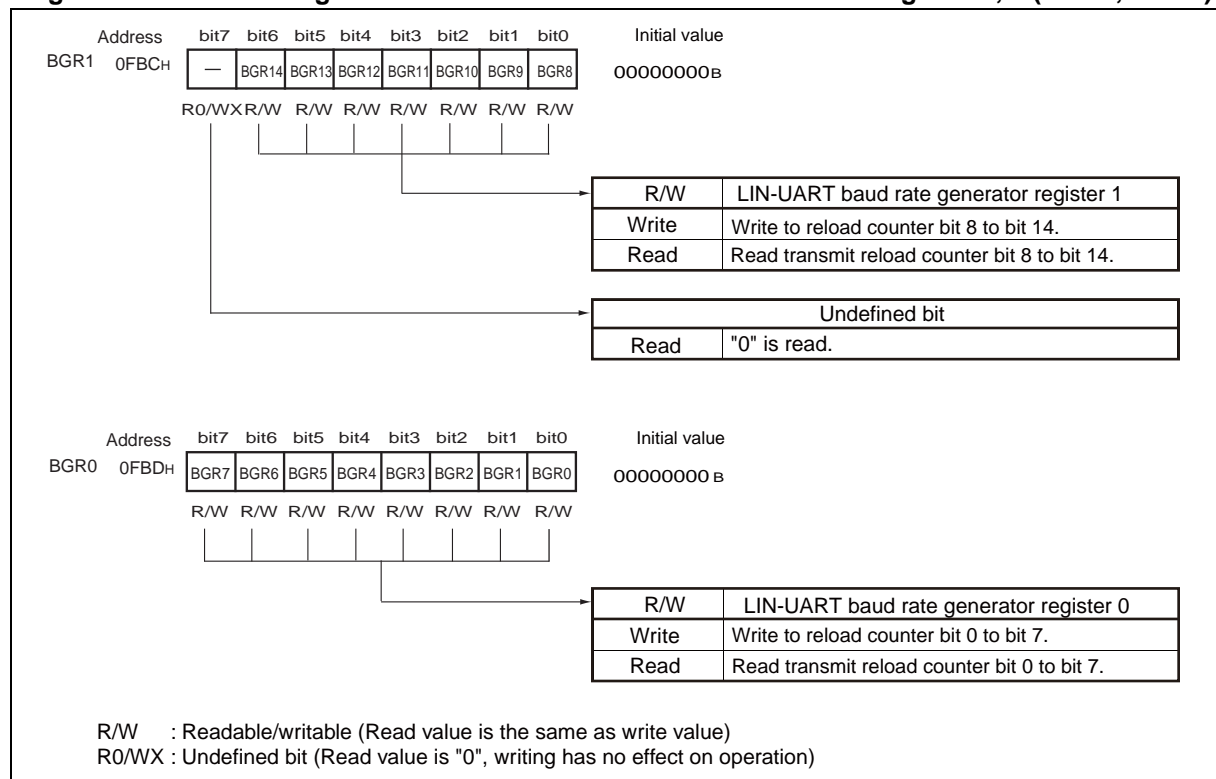 Address bit7 bit6 bit5 bit4 bit3 bit2 bit1 bit0 Initial value
BGR1 0FBCH — BGR14 BGR13 BGR12 BGR11 BGR10 BGR9 BGR8 00000000B
R0/WX R/W R/W R/W R/W R/W R/W R/W
R/W LIN-UART baud rate generator register 1
Write Write to reload counter bit 8 to bit 14.
Read Read transmit reload counter bit 8 to bit 14.
Undefined bit
Read "0" is read.
Address bit7 bit6 bit5 bit4 bit3 bit2 bit1 bit0 Initial value
BGR0 0FBDH BGR7 BGR6 BGR5 BGR4 BGR3 BGR2 BGR1 BGR0 00000000 B
R/W R/W R/W R/W R/W R/W R/W R/W
R/W LIN-UART baud rate generator register 0
Write Write to reload counter bit 0 to bit 7.
Read Read transmit reload counter bit 0 to bit 7.
R/W : Readable/writable (Read value is the same as write value)
R0/WX : Undefined bit (Read value is "0", writing has no effect on operation)